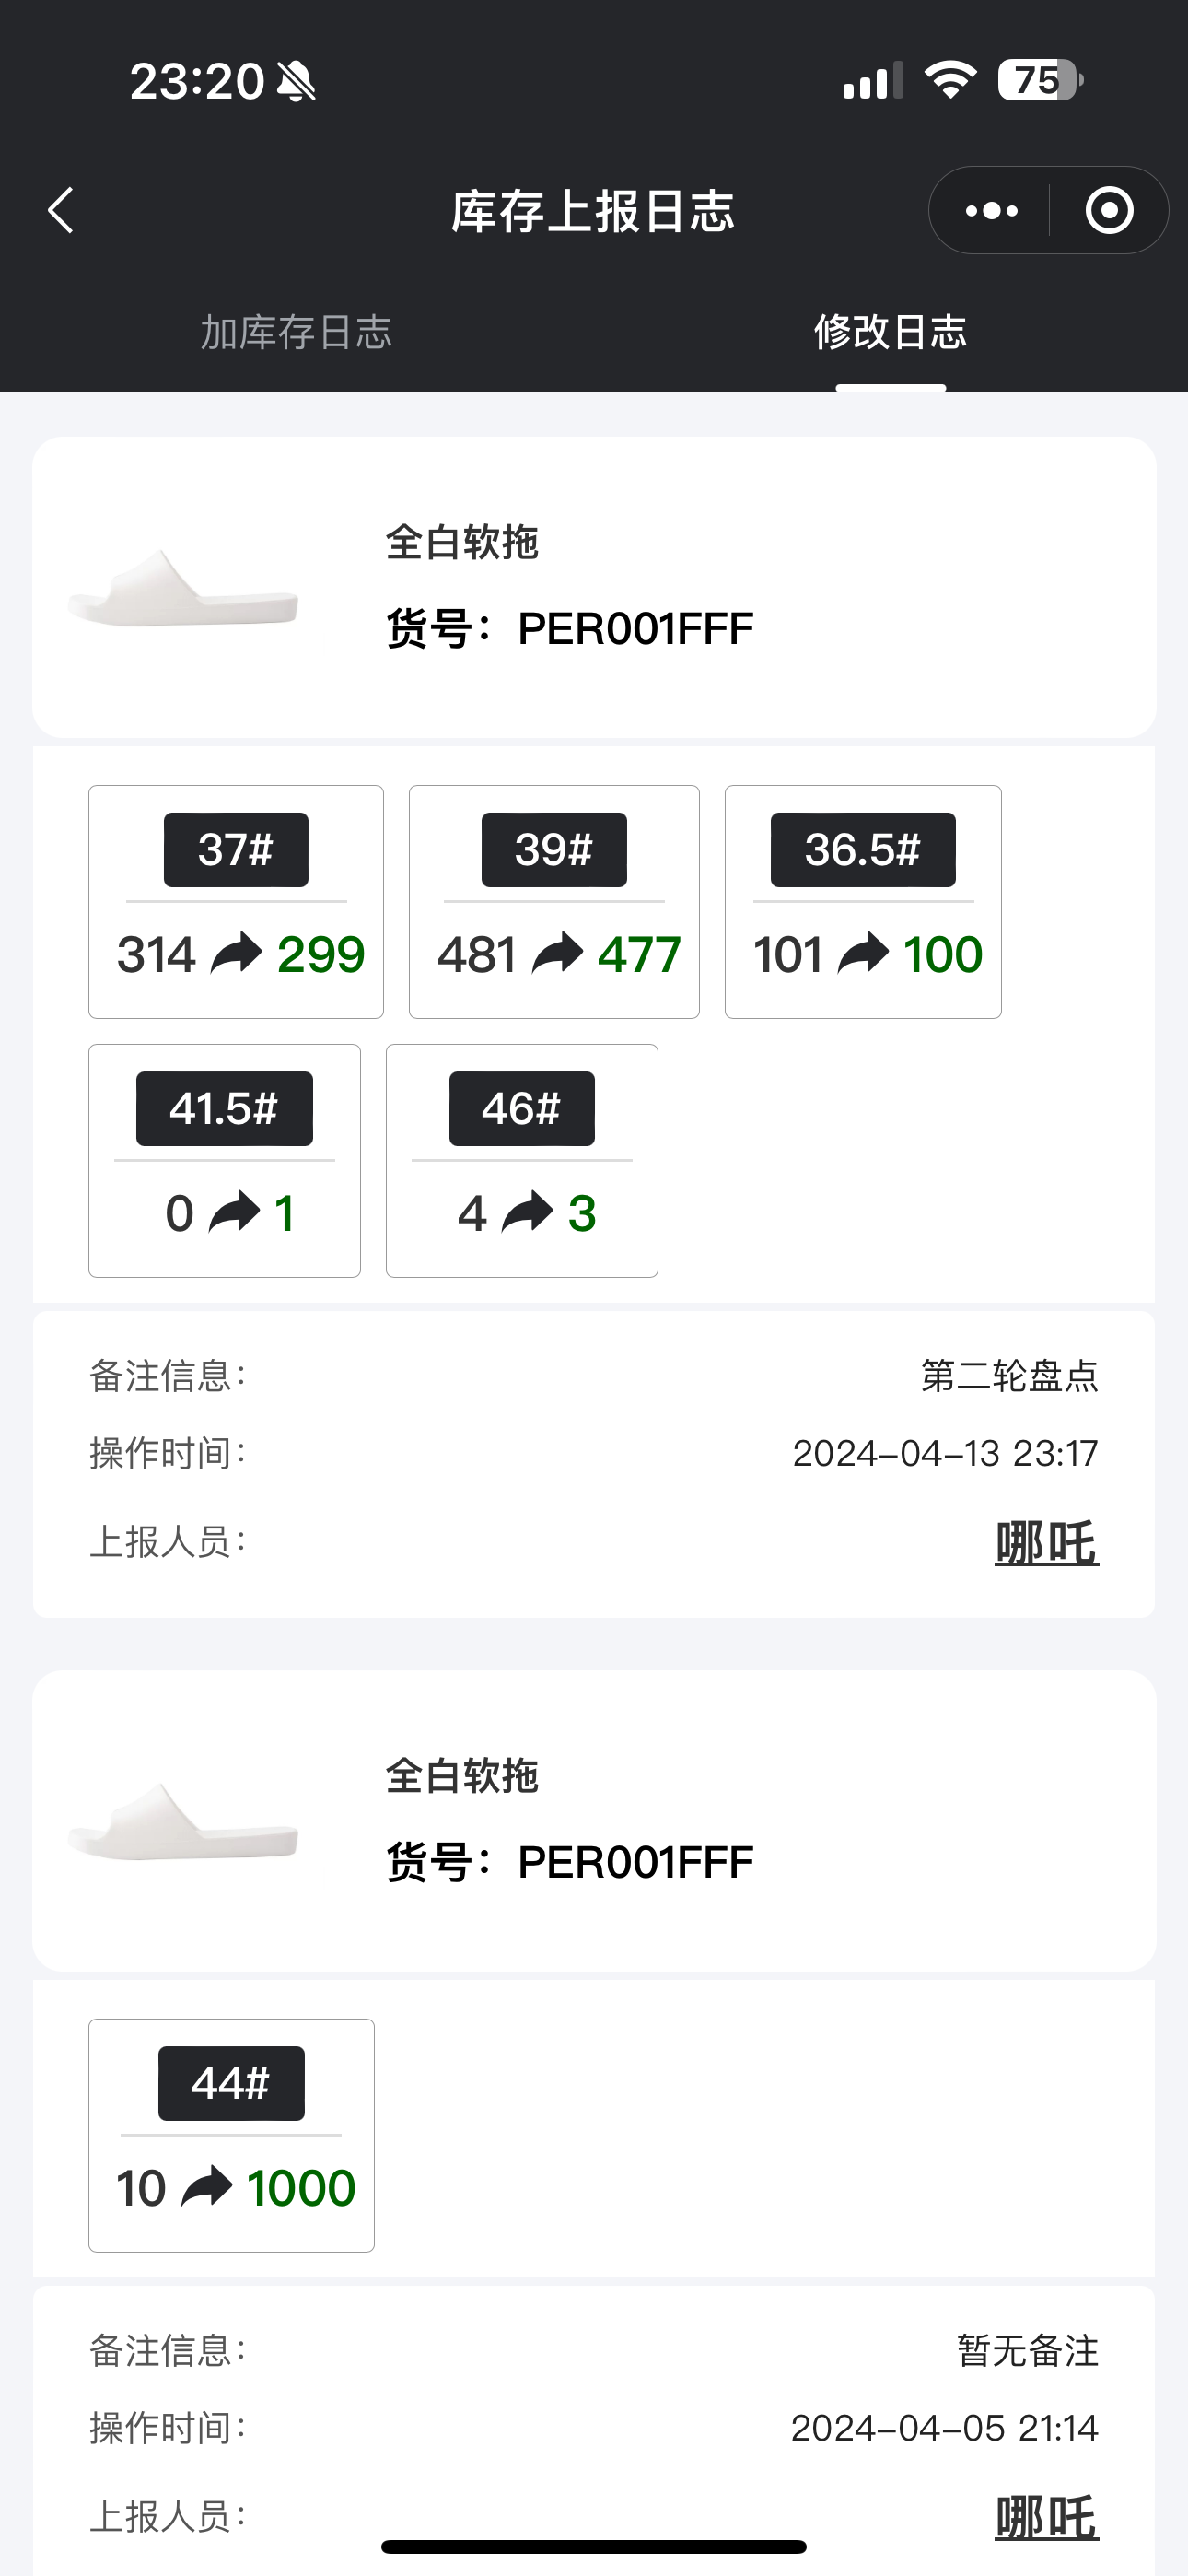 23:20 75
库存上报日志
加库存日志 修改日志
全白软拖
货号：PER001FFF
37# 39# 36.5#
314 299 481 477 101 100
41.5# 46#
0 1 4 3
备注信息： 第二轮盘点
操作时间： 2024-04-13 23:17
上报人员： 哪吒
全白软拖
货号：PER001FFF
44#
10 1000
备注信息： 暂无备注
操作时间： 2024-04-05 21:14
上报人员： 哪吒